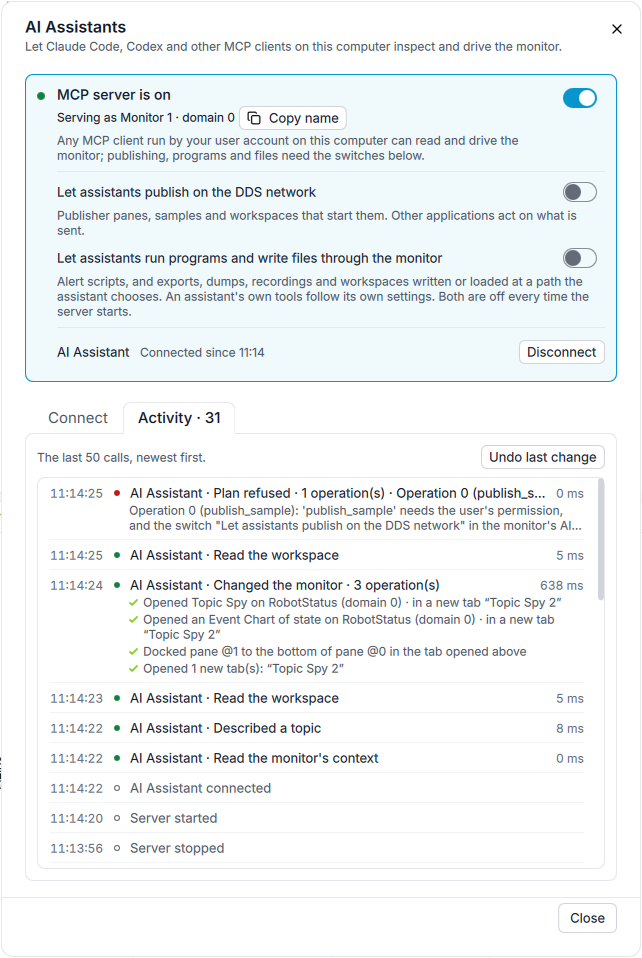 AI Assistants
Let Claude Code, Codex and other MCP clients on this computer inspect and drive the monitor.
MCP server is on
Serving as Monitor 1 · domain 0 Copy name
Any MCP client run by your user account on this computer can read and drive the
monitor; publishing, programs and files need the switches below.
Let assistants publish on the DDS network
Publisher panes, samples and workspaces that start them. Other applications act on what is
sent.
Let assistants run programs and write files through the monitor
Alert scripts, and exports, dumps, recordings and workspaces written or loaded at a path the
assistant chooses. An assistant's own tools follow its own settings. Both are off every time the
server starts.
AI Assistant Connected since 11:14 Disconnect
Connect Activity · 31
The last 50 calls, newest first. Undo last change
11:14:25 AI Assistant · Plan refused · 1 operation(s) · Operation 0 (publish_s... 0 ms
Operation 0 (publish_sample): 'publish_sample' needs the user's permission,
and the switch "Let assistants publish on the DDS network" in the monitor's AI...
11:14:25 AI Assistant · Read the workspace 5 ms
11:14:24 AI Assistant · Changed the monitor · 3 operation(s) 638 ms
Opened Topic Spy on RobotStatus (domain 0) · in a new tab “Topic Spy 2”
Opened an Event Chart of state on RobotStatus (domain 0) · in a new tab
“Topic Spy 2”
Docked pane @1 to the bottom of pane @0 in the tab opened above
Opened 1 new tab(s): “Topic Spy 2”
11:14:23 AI Assistant · Read the workspace 5 ms
11:14:22 AI Assistant · Described a topic 8 ms
11:14:22 AI Assistant · Read the monitor's context 0 ms
11:14:22 AI Assistant connected
11:14:20 Server started
11:13:56 Server stopped
Close